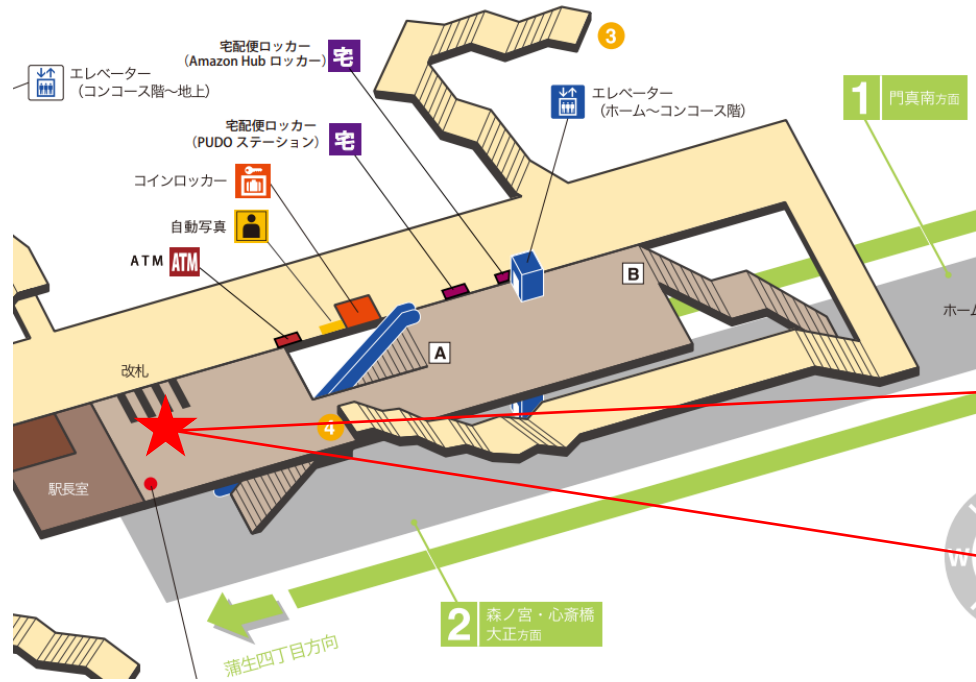 3
宅配便ロッカー
(Amazon Hub ロッカー)
宅
エレベーター
(コンコース階〜地上)
エレベーター
(ホーム〜コンコース階)
1
門真南方面
宅配便ロッカー
(PUDO ステーション)
宅
コインロッカー
自動写真
ATM
ATM
B
ホーム
A
改札
4
駅長室
W
2
森ノ宮・心斎橋
大正方面
蒲生四丁目方向